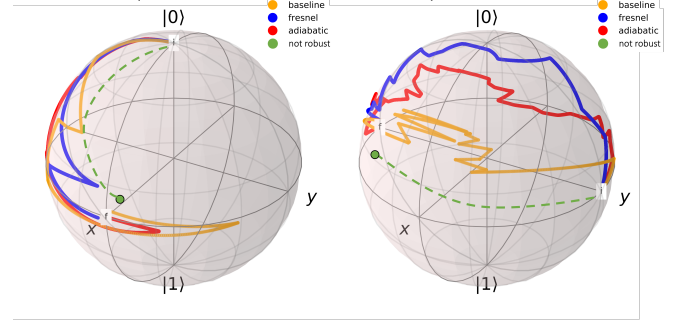 |0⟩
baseline
fresnel
adiabatic
not robust
i
f
x
y
|1⟩
|0⟩
baseline
fresnel
adiabatic
not robust
f
i
x
y
|1⟩